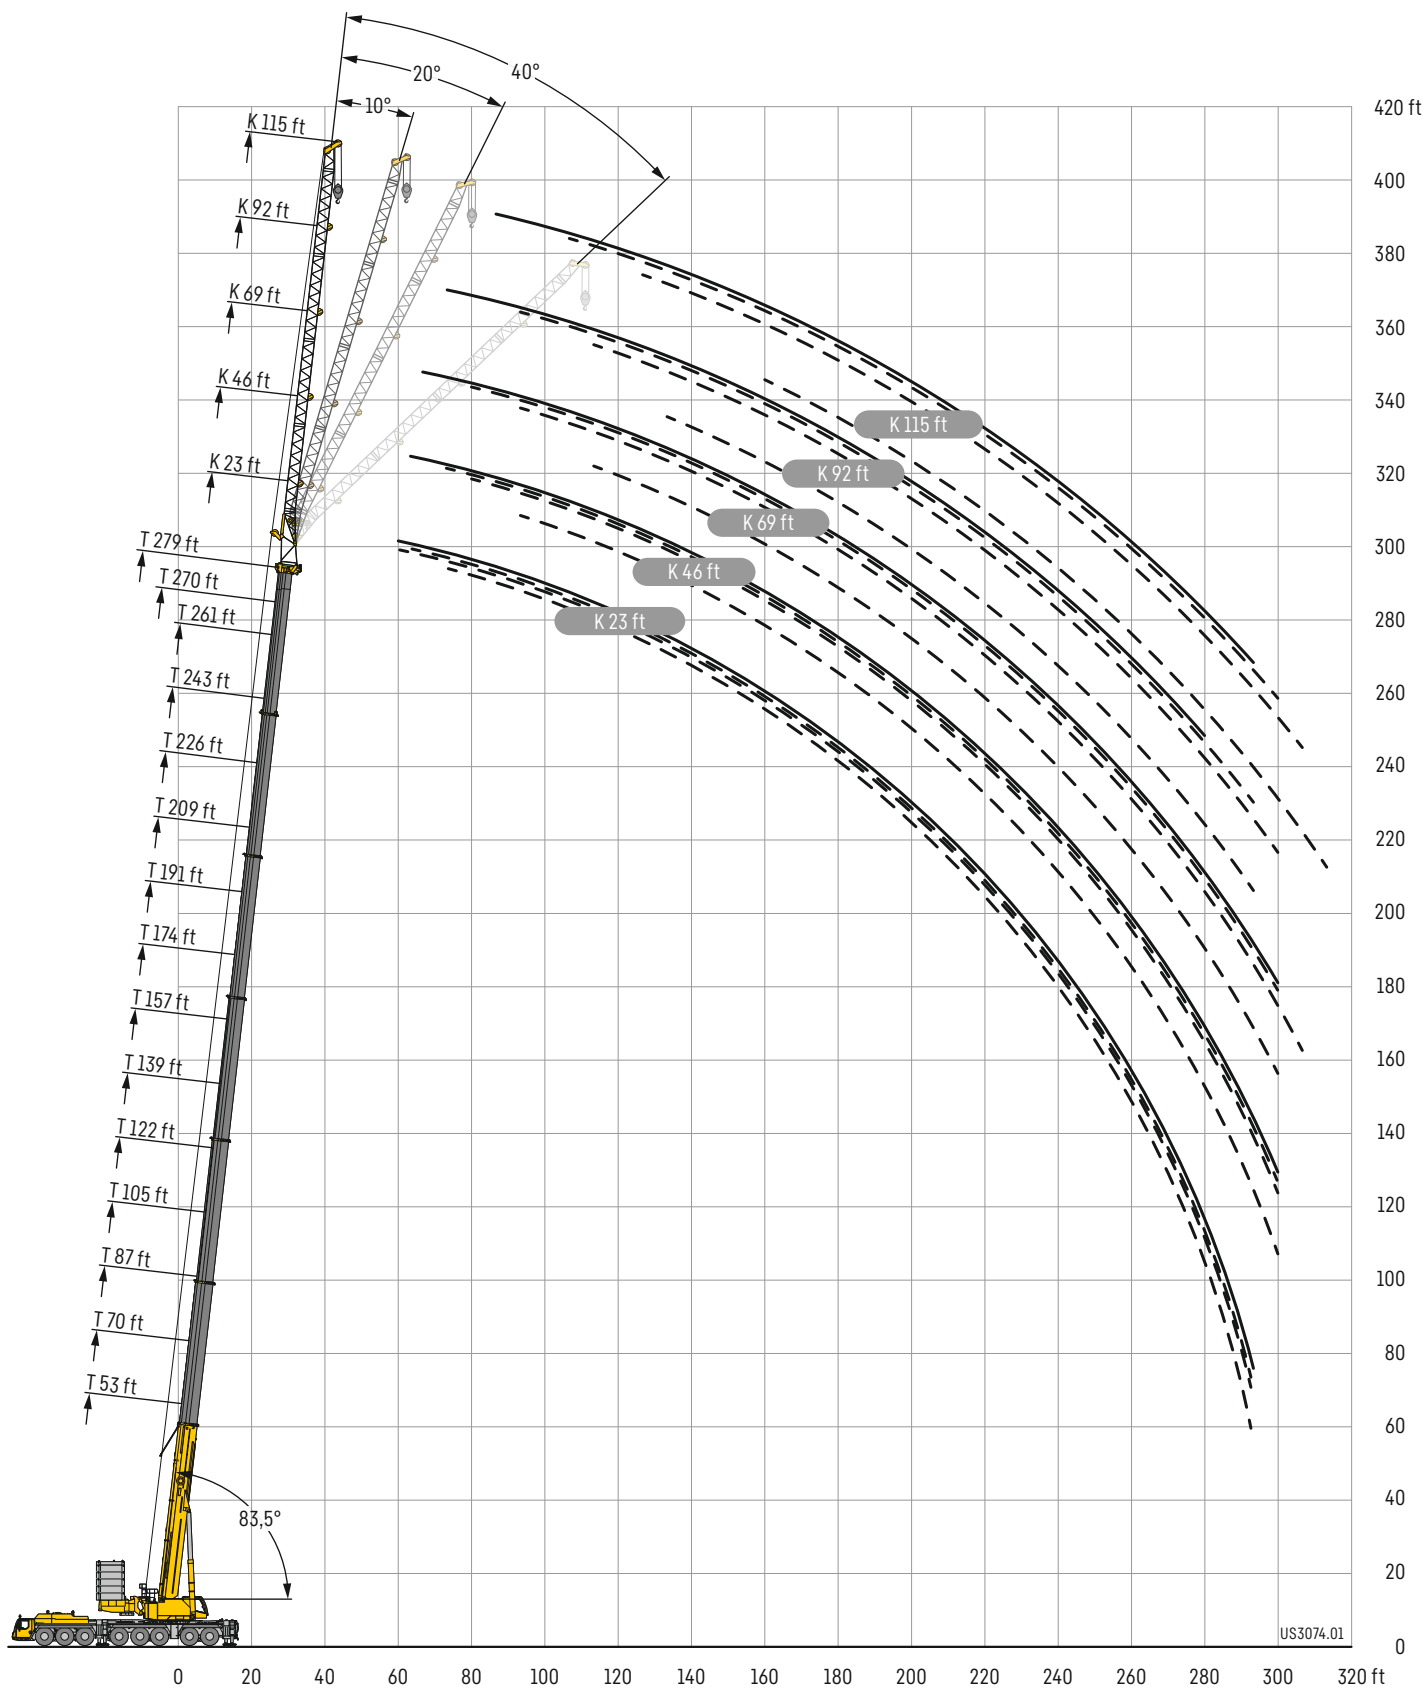 40°
20°
10°
420 ft
K 115 ft
400
K 92 ft
380
K 69 ft
360
K 46 ft
340
K 115 ft
K 23 ft
320
K 92 ft
K 69 ft
T 279 ft
300
K 46 ft
T 270 ft
T 261 ft
280
K 23 ft
T 243 ft
260
T 226 ft
240
T 209 ft
220
T 191 ft
200
T 174 ft
180
T 157 ft
160
T 139 ft
140
T 122 ft
120
T 105 ft
100
T 87 ft
80
T 70 ft
60
T 53 ft
40
83,5°
20
US3074.01
0
0 20 40 60 80 100 120 140 160 180 200 220 240 260 280 300 320 ft